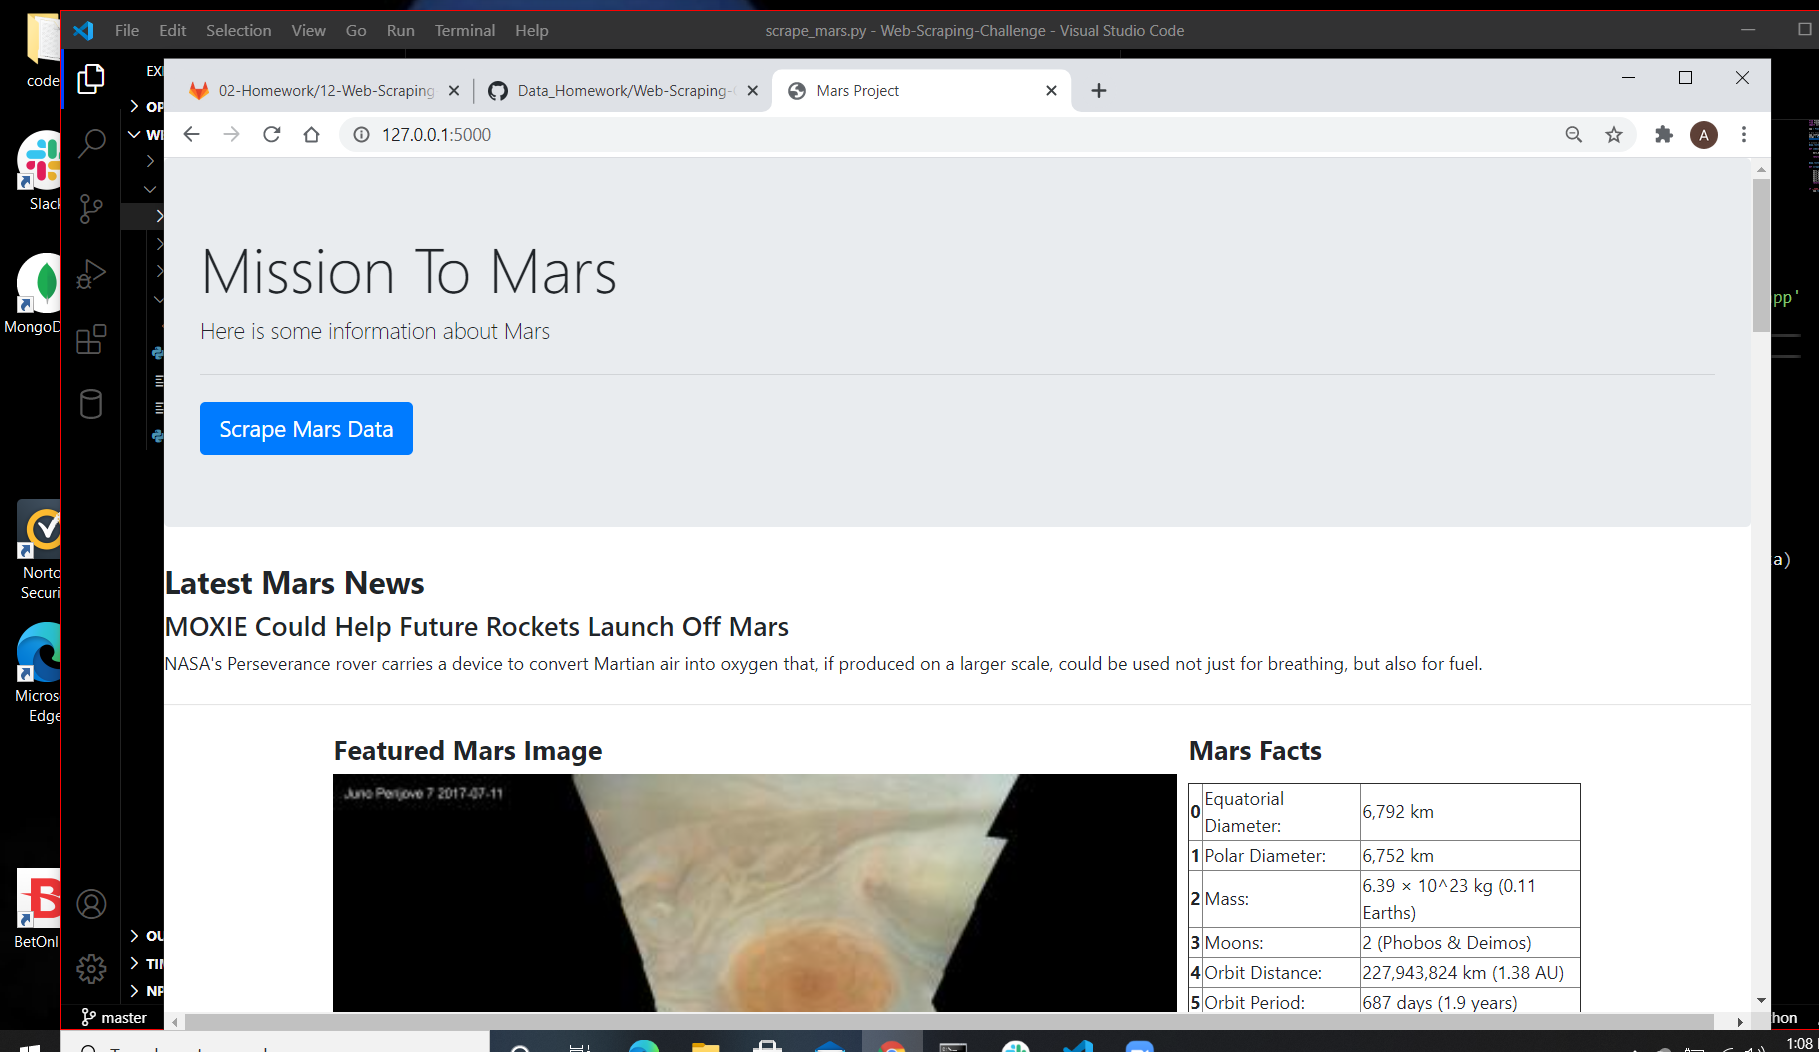 File Edit Selection View Go Run Terminal Help
scrape_mars.py - Web-Scraping-Challenge - Visual Studio Code
code
Slack
MongoD
Norto
Securi
Micros
Edge
BetOnl
EX
OP
WI
OU
TI
NP
master
02-Homework/12-Web-Scraping
Data_Homework/Web-Scraping-
Mars Project
127.0.0.1:5000
A
Mission To Mars
Here is some information about Mars
Scrape Mars Data
Latest Mars News
MOXIE Could Help Future Rockets Launch Off Mars
NASA's Perseverance rover carries a device to convert Martian air into oxygen that, if produced on a larger scale, could be used not just for breathing, but also for fuel.
Featured Mars Image
Juno Perijove 7 2017-07-11
Mars Facts
0 Equatorial Diameter: 6,792 km
1 Polar Diameter: 6,752 km
2 Mass: 6.39 × 10^23 kg (0.11 Earths)
3 Moons: 2 (Phobos & Deimos)
4 Orbit Distance: 227,943,824 km (1.38 AU)
5 Orbit Period: 687 days (1.9 years)
pp'
a)
hon
1:08